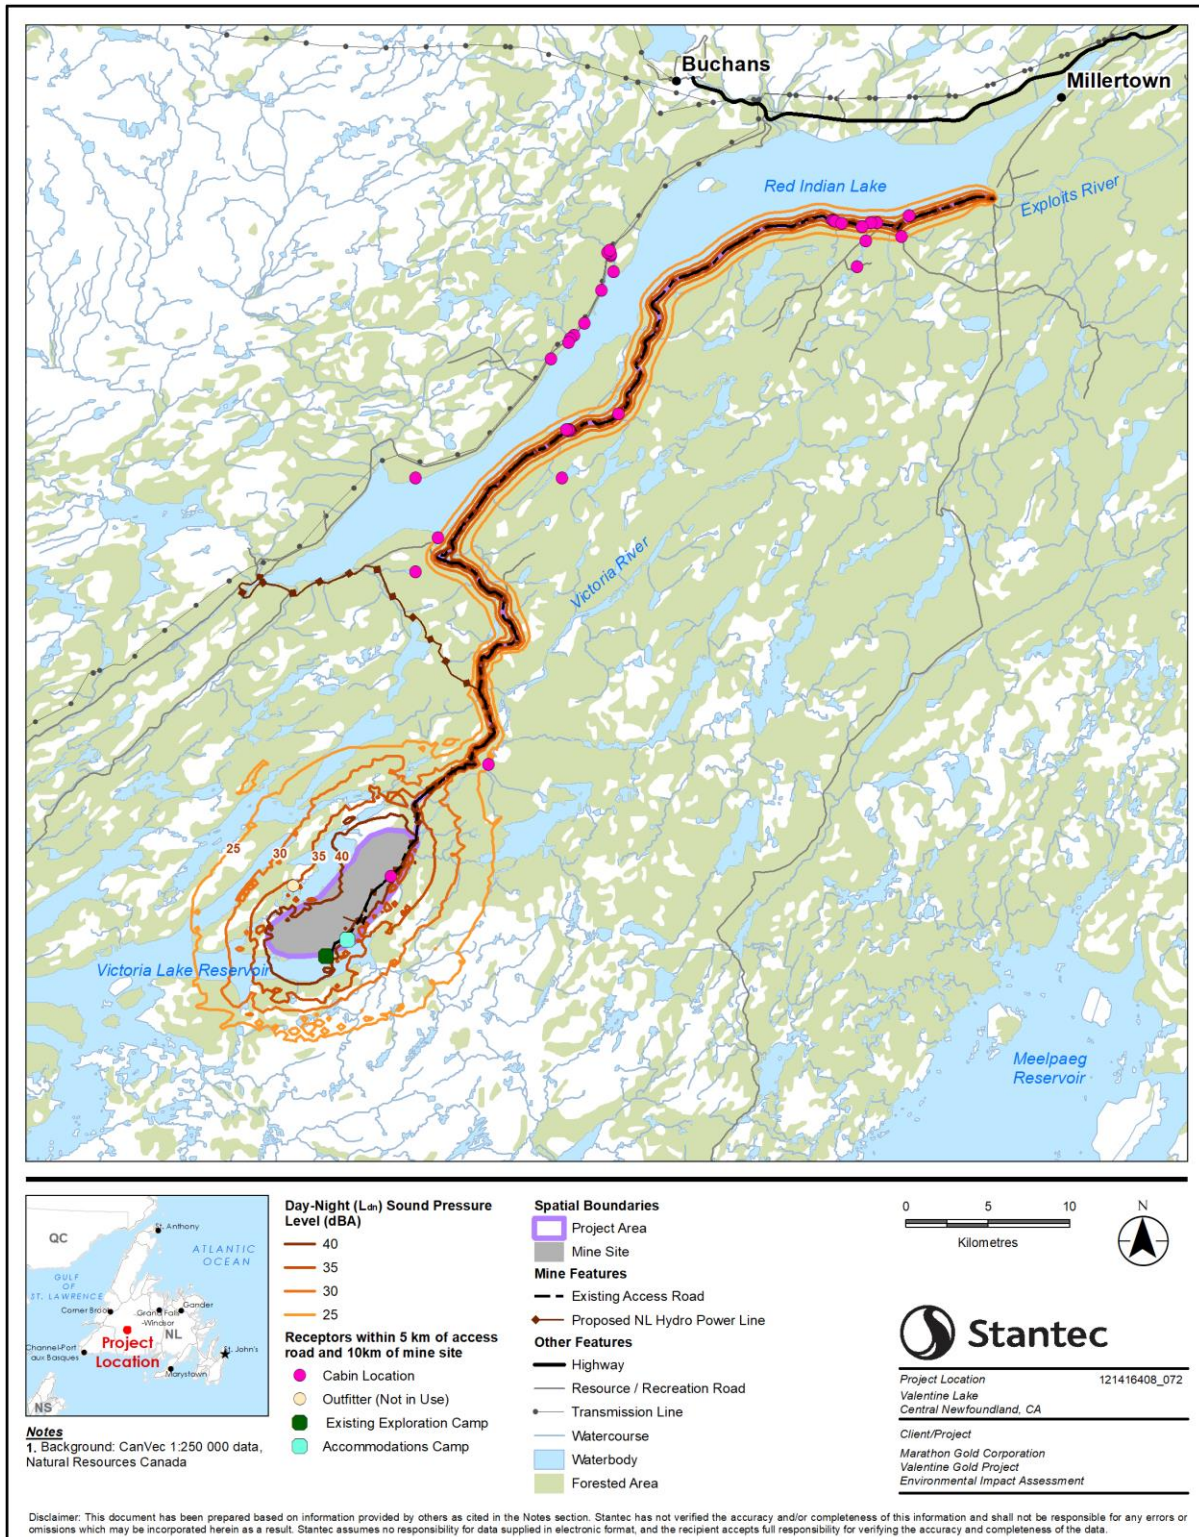 Buchans
Millertown
Red Indian Lake
Exploits River
Victoria River
25
30
35
40
Victoria Lake Reservoir
Meelpaeg
Reservoir
QC
St. Anthony
ATLANTIC
OCEAN
GULF
OF
ST. LAWRENCE
Corner Brook
Grand Falls
-Windsor
Gander
NL
Project
Location
Channel-Port
aux Basques
St. John's
Marystown
NS
Notes
1. Background: CanVec 1:250 000 data,
Natural Resources Canada
Day-Night (Ldn) Sound Pressure
Level (dBA)
40
35
30
25
Receptors within 5 km of access
road and 10km of mine site
Cabin Location
Outfitter (Not in Use)
Existing Exploration Camp
Accommodations Camp
Spatial Boundaries
Project Area
Mine Site
Mine Features
Existing Access Road
Proposed NL Hydro Power Line
Other Features
Highway
Resource / Recreation Road
Transmission Line
Watercourse
Waterbody
Forested Area
0 5 10
Kilometres
N
Stantec
Project Location 121416408_072
Valentine Lake
Central Newfoundland, CA
Client/Project
Marathon Gold Corporation
Valentine Gold Project
Environmental Impact Assessment
Disclaimer: This document has been prepared based on information provided by others as cited in the Notes section. Stantec has not verified the accuracy and/or completeness of this information and shall not be responsible for any errors or
omissions which may be incorporated herein as a result. Stantec assumes no responsibility for data supplied in electronic format, and the recipient accepts full responsibility for verifying the accuracy and completeness of the data.